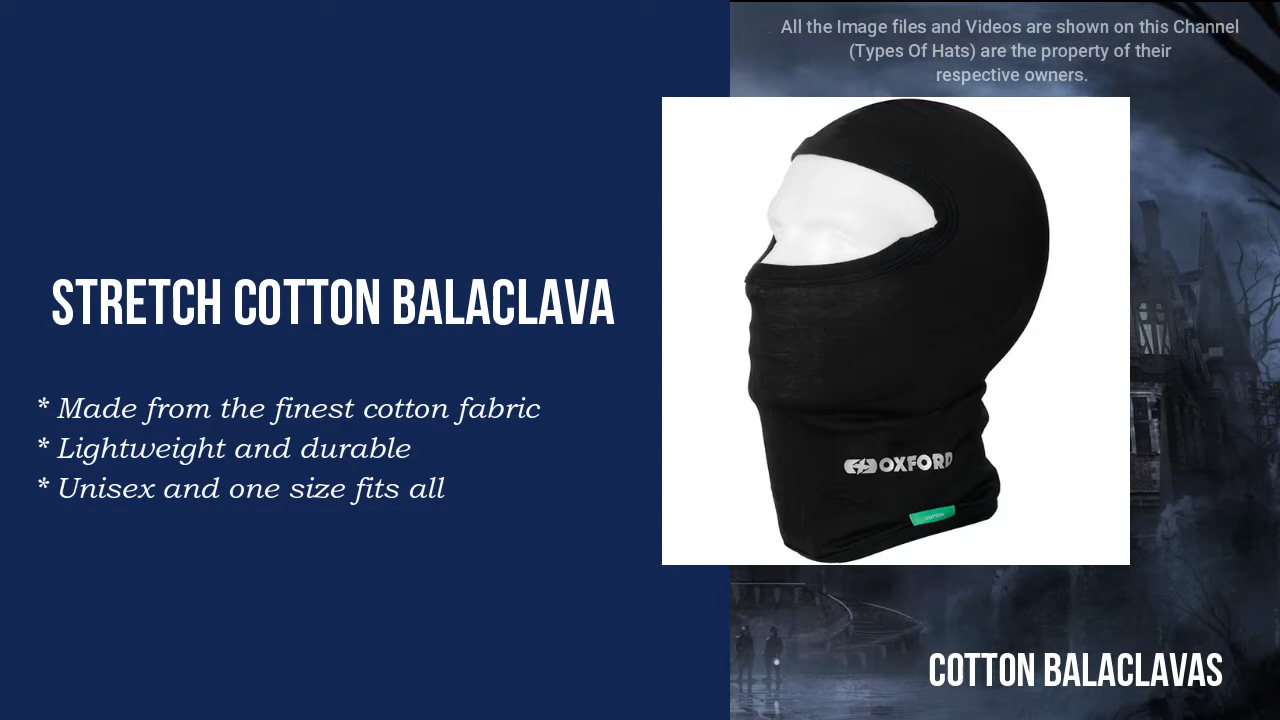 All the Image files and Videos are shown on this Channel
(Types Of Hats) are the property of their
respective owners.
STRETCH COTTON BALACLAVA
* Made from the finest cotton fabric
* Lightweight and durable
* Unisex and one size fits all
OXFORD
COTTON
COTTON BALACLAVAS